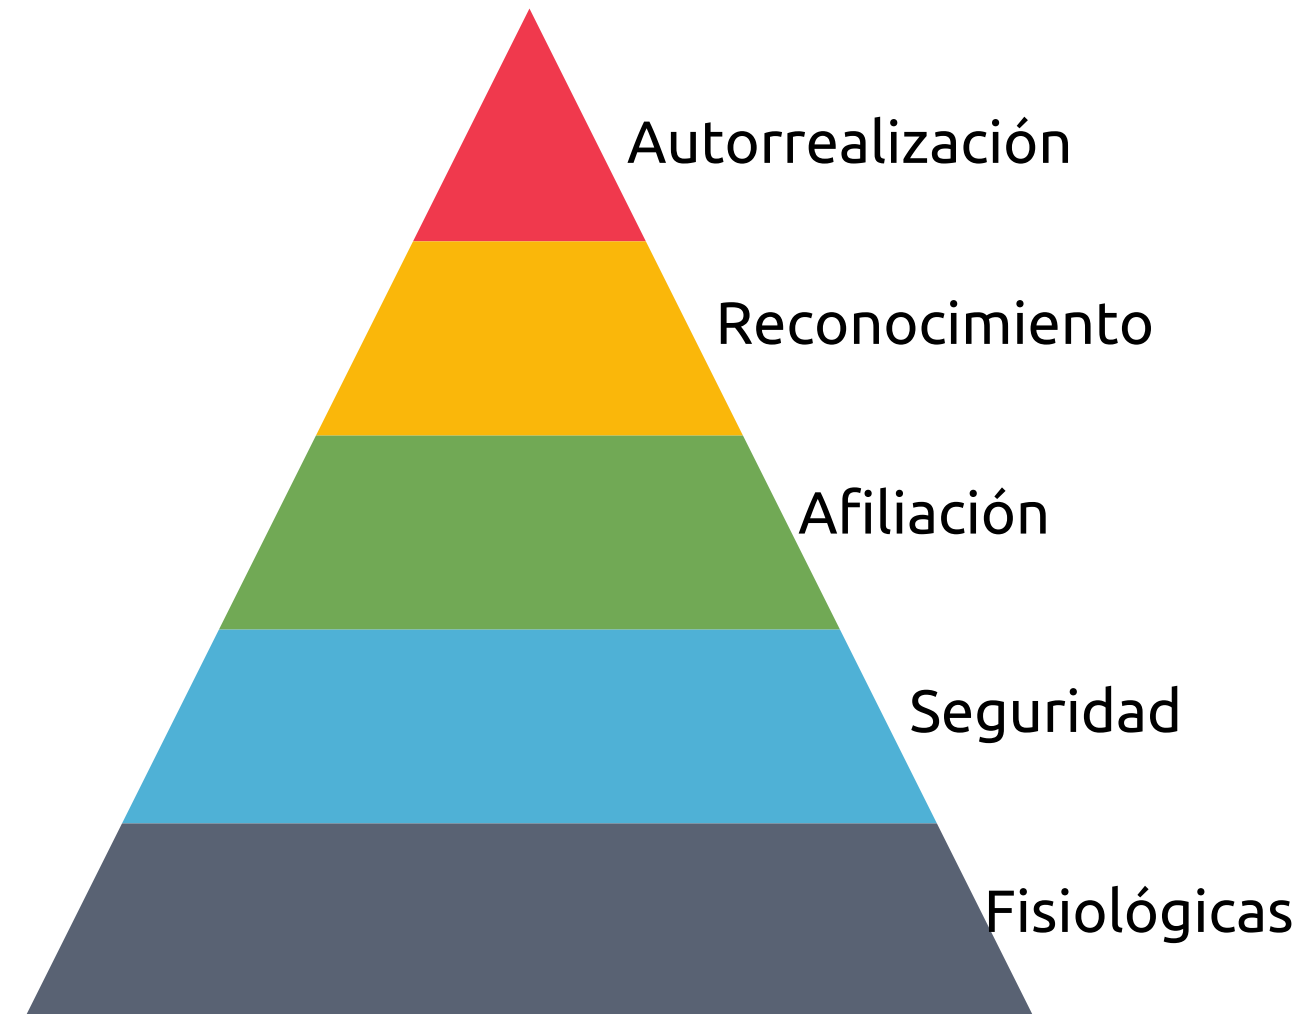 Autorrealización
Reconocimiento
Afiliación
Seguridad
Fisiológicas